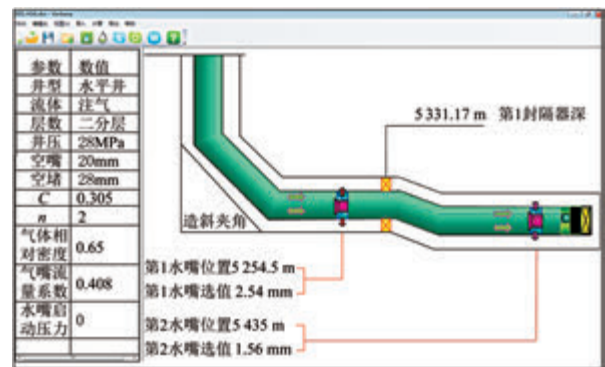 参数 数值
井型 水平井
流体 注气
层数 二分层
井压 28MPa
空嘴 20mm
空堵 28mm
C 0.305
n 2
气体相对密度 0.65
气嘴流量系数 0.408
水嘴启动压力 0
5 331.17 m 第1封隔器深
造斜夹角
第1水嘴位置5 254.5 m
第1水嘴选值 2.54 mm
第2水嘴位置5 435 m
第2水嘴选值 1.56 mm